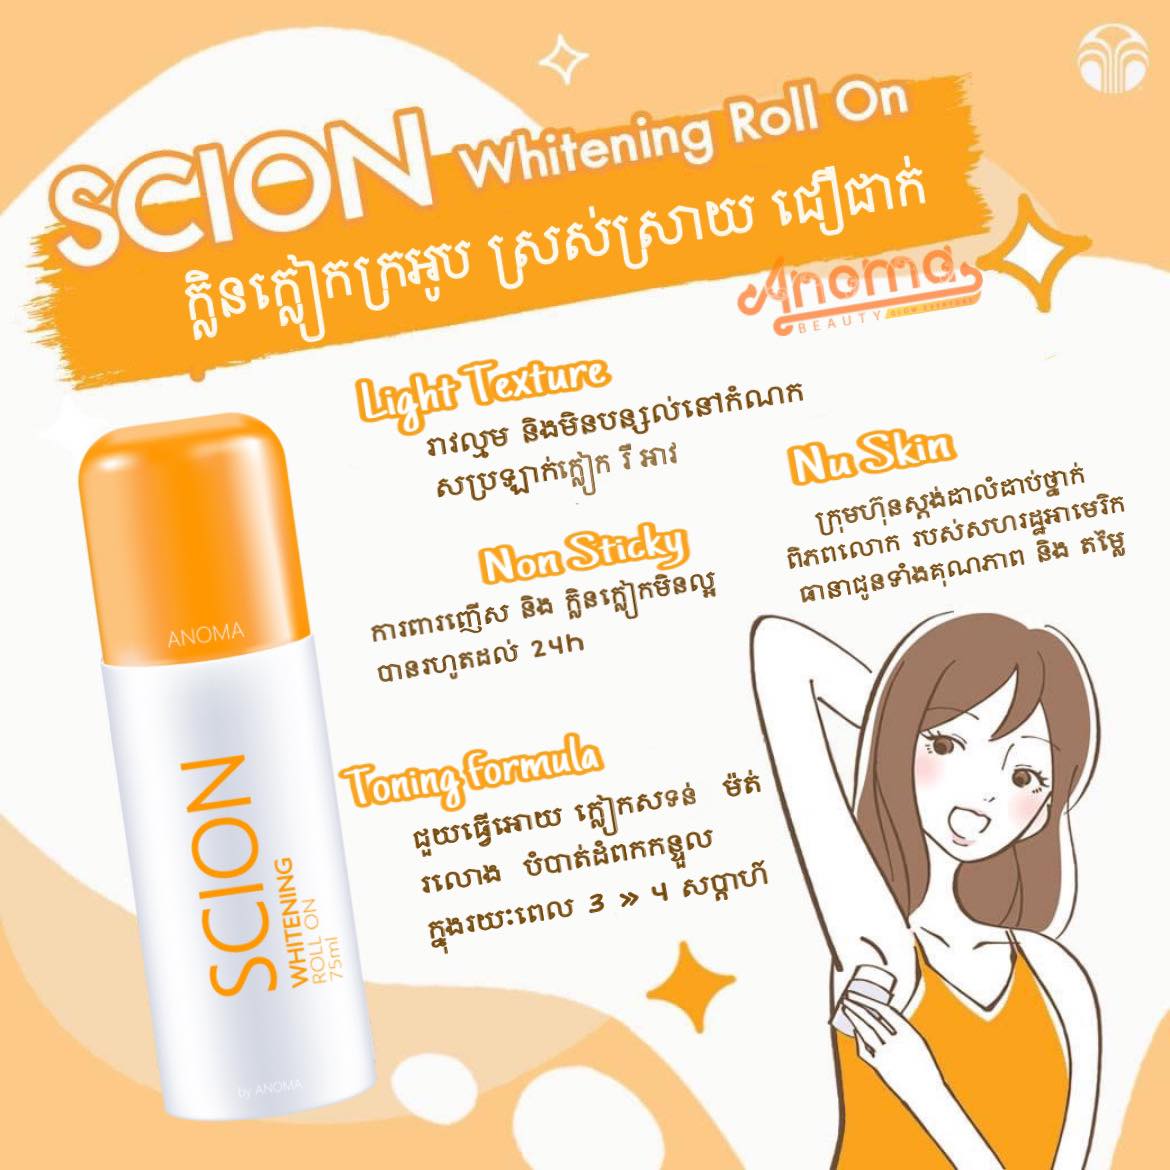 SCION Whitening Roll On
ក្លិនក្លៀកក្រអូប ស្រស់ស្រាយ ជឿជាក់
Anoma
BEAUTY GLOW EVERYONE
Light Texture
រាវល្មម និងមិនបន្សល់នៅកំណក
សប្រឡាក់ក្លៀក រឺ អាវ
Nu Skin
ក្រុមហ៊ុនស្តង់ដាលំដាប់ថ្នាក់
ពិភពលោក របស់សហរដ្ឋអាមេរិក
ធានាជូនទាំងគុណភាព និង តម្លៃ
Non Sticky
ការពារញើស និង ក្លិនក្លៀកមិនល្អ
បានរហូតដល់ 24h
Toning formula
ជួយធ្វើអោយ ក្លៀកសទន់ ម៉ត់
រលោង បំបាត់ដំពកកន្ទួល
ក្នុងរយៈពេល 3 » 4 សប្តាហ៍
ANOMA
SCION
WHITENING
ROLL ON
75ml
by ANOMA